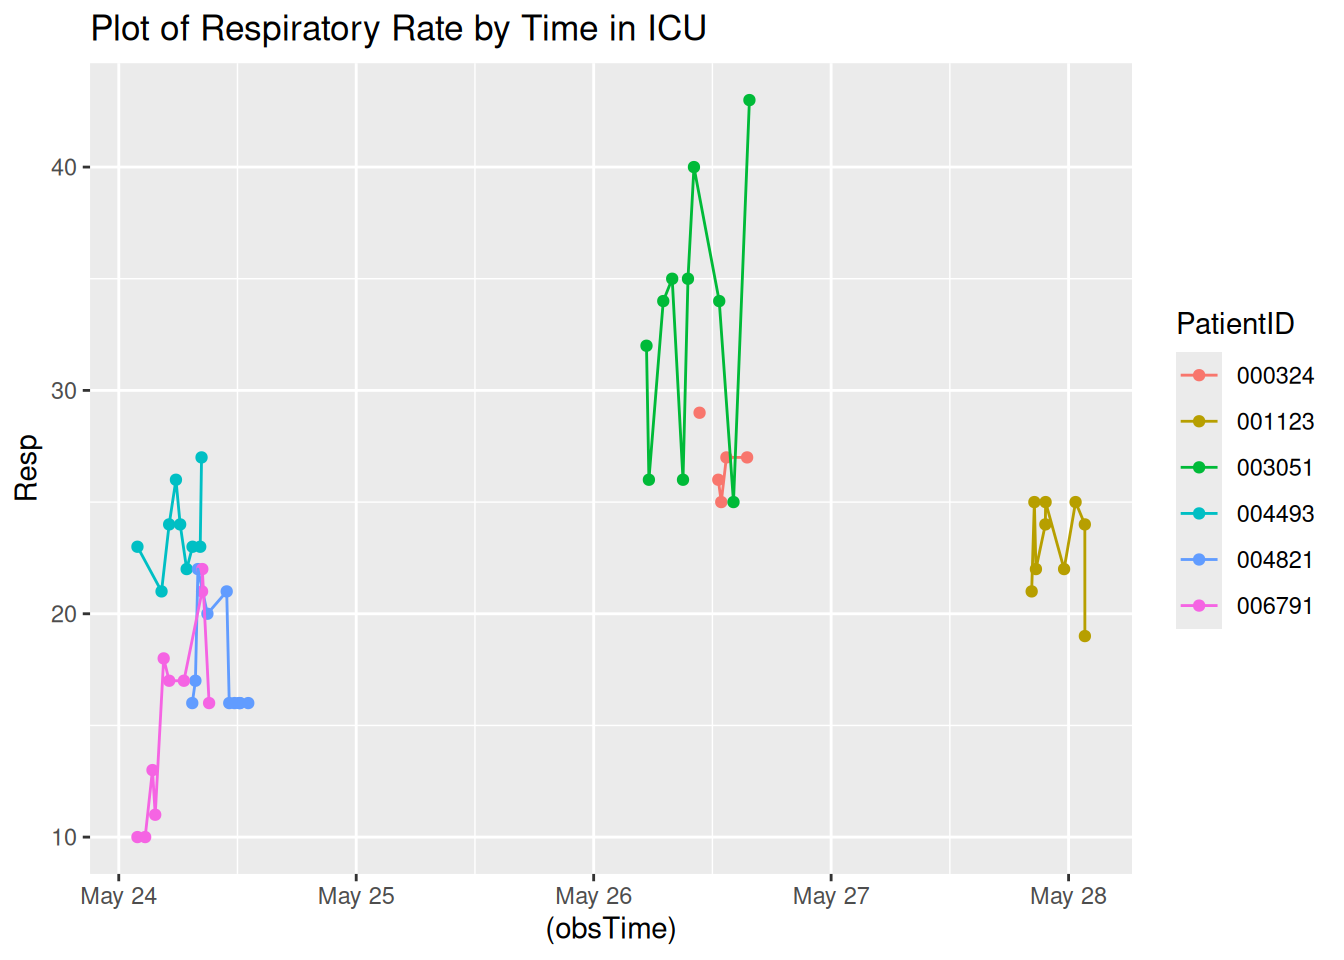 Plot of Respiratory Rate by Time in ICU
Resp
40
30
20
10
May 24 May 25 May 26 May 27 May 28
(obsTime)
PatientID
000324
001123
003051
004493
004821
006791